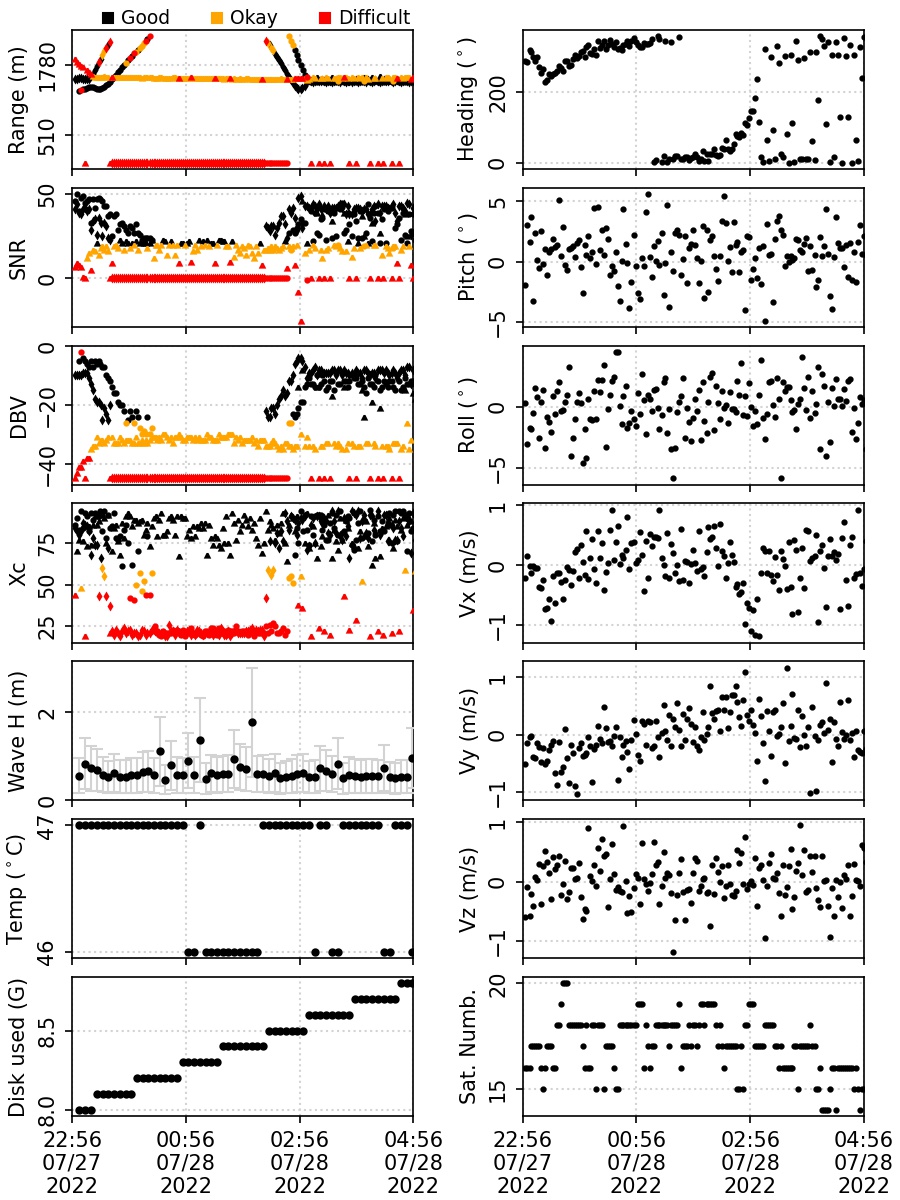 Good Okay Difficult
Range (m)
1780
510
Heading ( ° )
200
0
SNR
50
0
Pitch ( ° )
5
0
−5
DBV
0
−20
−40
Roll ( ° )
0
−5
Xc
75
50
25
Vx (m/s)
1
0
−1
Wave H (m)
2
0
Vy (m/s)
1
0
−1
Temp ( ° C)
47
46
Vz (m/s)
1
0
−1
Disk used (G)
8.5
8.0
Sat. Numb.
20
15
22:56 00:56 02:56 04:56 22:56 00:56 02:56 04:56
07/27 07/28 07/28 07/28 07/27 07/28 07/28 07/28
2022 2022 2022 2022 2022 2022 2022 2022